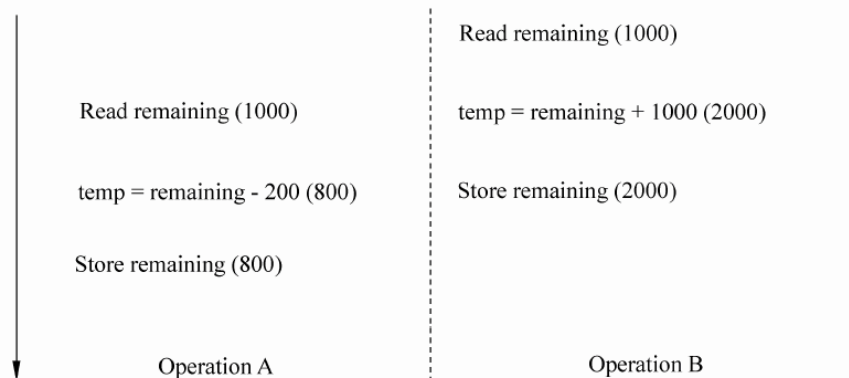 Read remaining (1000)
Read remaining (1000)
temp = remaining + 1000 (2000)
temp = remaining - 200 (800)
Store remaining (2000)
Store remaining (800)
Operation A
Operation B